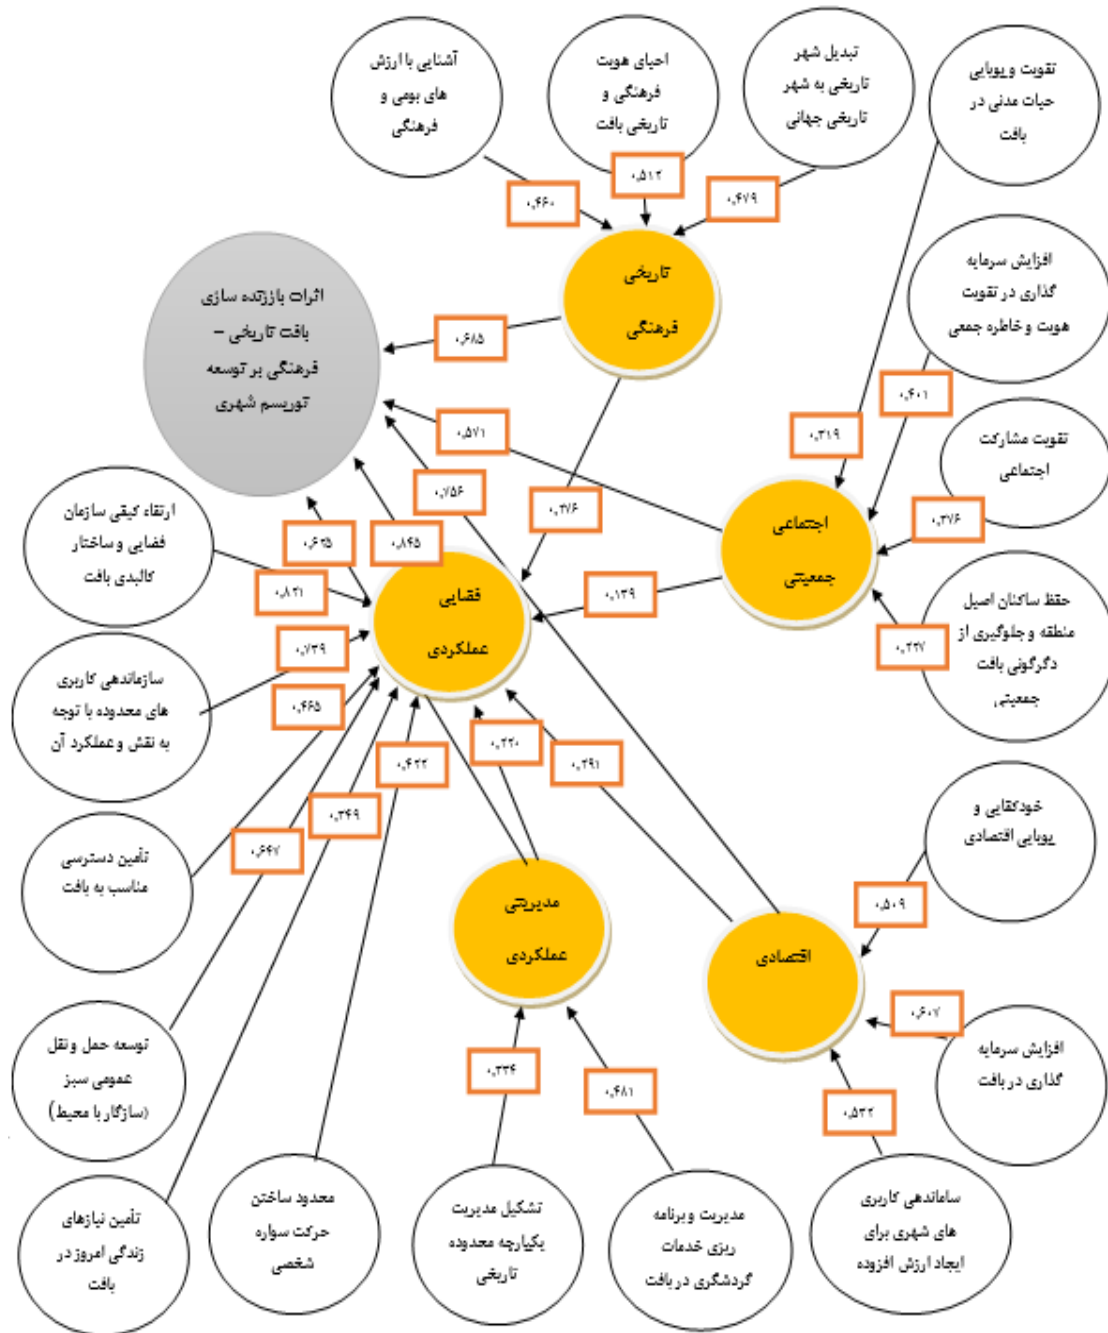 آشنایی با ارزش
های بومی و
فرهنگی
احیای هویت
فرهنگی و
تاریخی بافت
تبدیل شهر
تاریخی به شهر
تاریخی جهانی
تقویت و پویایی
حیات مدنی در
بافت
۰,۴۶۰
۰,۵۱۲
۰,۴۷۹
تاریخی
فرهنگی
افزایش سرمایه
گذاری در تقویت
هویت و خاطره جمعی
اثرات باززنده سازی
بافت تاریخی –
فرهنگی بر توسعه
توریسم شهری
۰,۶۸۵
۰,۴۰۱
۰,۵۷۱
۰,۳۱۹
تقویت مشارکت
اجتماعی
۰,۷۵۶
۰,۲۷۶
۰,۳۷۶
ارتقاء کیفی سازمان
فضایی و ساختار
کالبدی بافت
۰,۶۲۵
۰,۸۴۵
اجتماعی
جمعیتی
۰,۸۲۱
فضایی
عملکردی
۰,۱۳۹
حفظ ساکنان اصیل
منطقه و جلوگیری از
دگرگونی بافت
جمعیتی
۰,۲۲۷
۰,۷۳۹
سازماندهی کاربری
های محدوده با توجه
به نقش و عملکرد آن
۰,۴۶۵
۰,۲۲۰
۰,۲۹۱
۰,۴۲۲
خودکفایی و
پویایی اقتصادی
۰,۳۴۹
۰,۶۴۷
تأمین دسترسی
مناسب به بافت
مدیریتی
عملکردی
۰,۵۰۹
اقتصادی
۰,۶۰۷
توسعه حمل و نقل
عمومی سبز
(سازگار با محیط)
افزایش سرمایه
گذاری در بافت
۰,۳۳۴
۰,۴۸۱
۰,۵۳۲
تأمین نیازهای
زندگی امروز در
بافت
محدود ساختن
حرکت سواره
شخصی
تشکیل مدیریت
یکپارچه محدوده
تاریخی
مدیریت و برنامه
ریزی خدمات
گردشگری در بافت
ساماندهی کاربری
های شهری برای
ایجاد ارزش افزوده